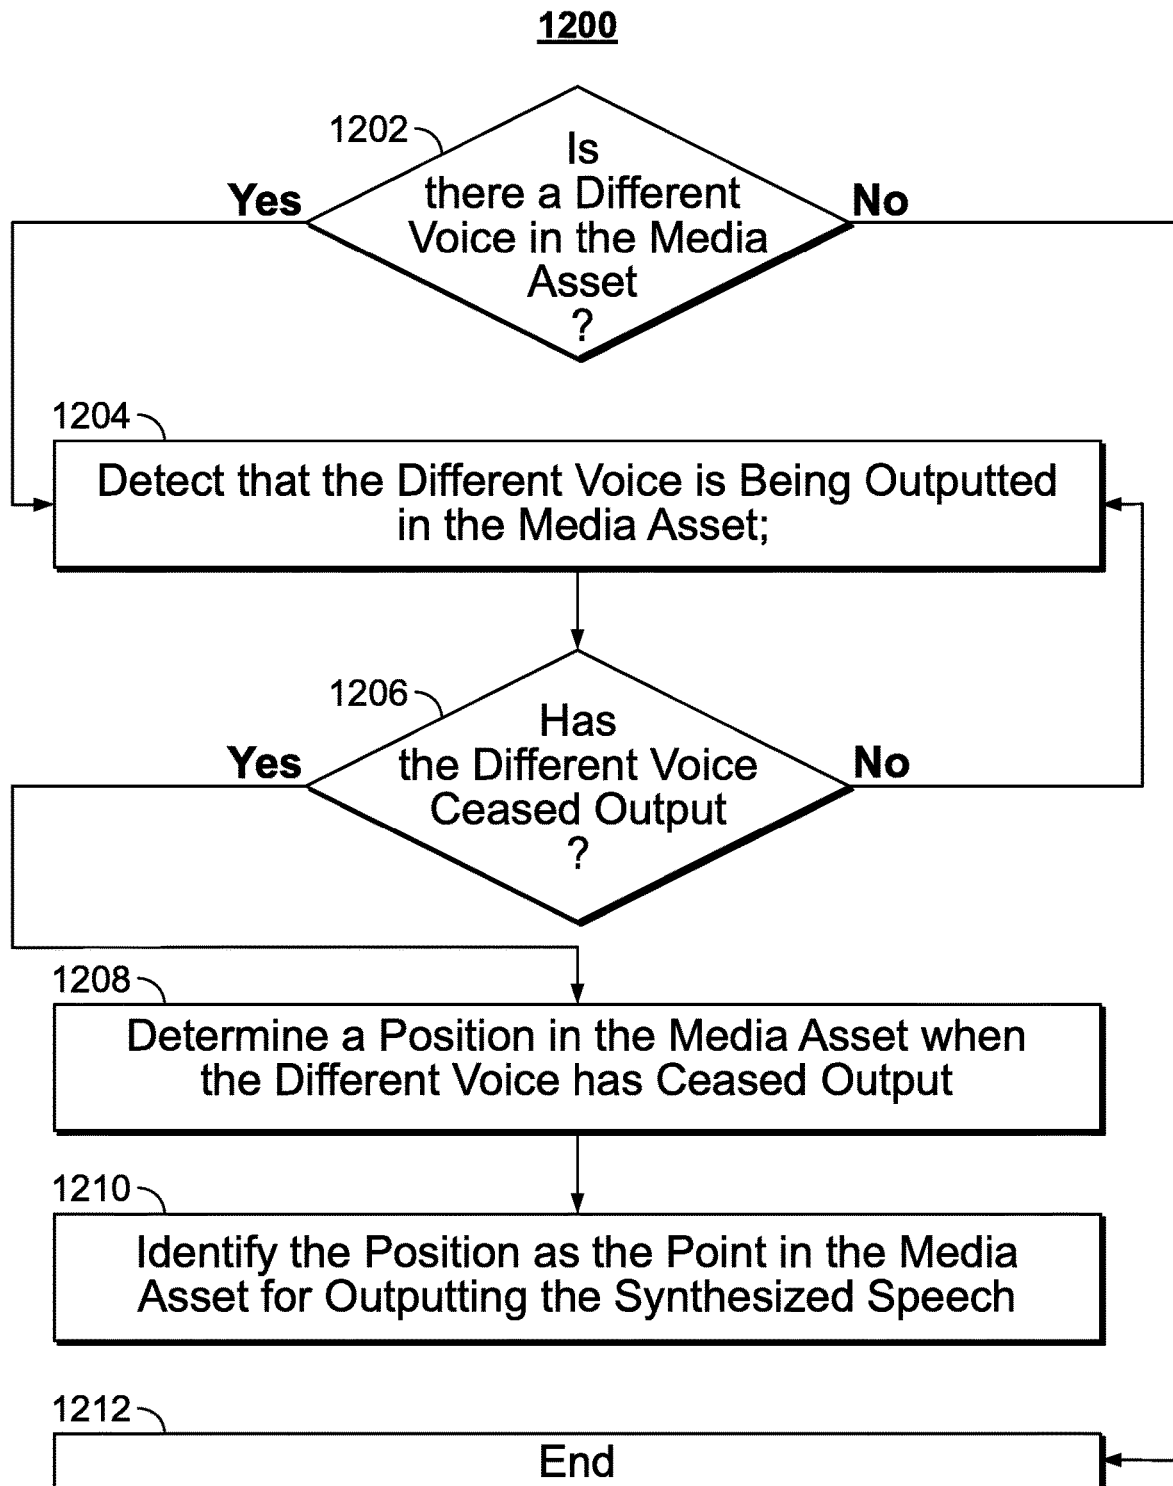 1200
1202
Is
there a Different
Voice in the Media
Asset
?
Yes
No
1204
Detect that the Different Voice is Being Outputted
in the Media Asset;
1206
Has
the Different Voice
Ceased Output
?
Yes
No
1208
Determine a Position in the Media Asset when
the Different Voice has Ceased Output
1210
Identify the Position as the Point in the Media
Asset for Outputting the Synthesized Speech
1212
End